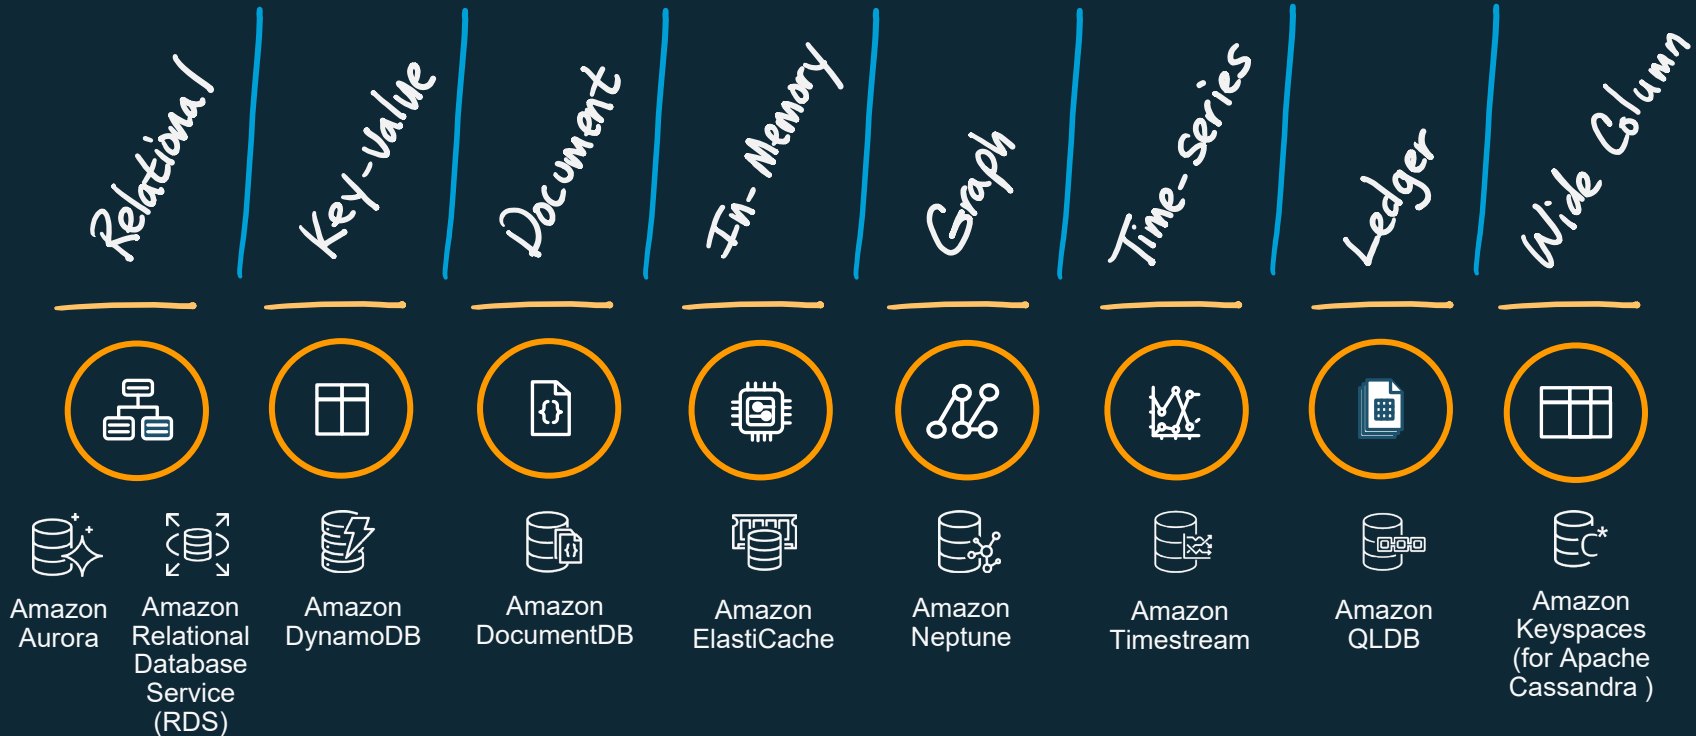 Relational
Key-Value
Document
In-Memory
Graph
Time-series
Ledger
Wide Column
Amazon
Aurora
Amazon
Relational
Database
Service
(RDS)
Amazon
DynamoDB
Amazon
DocumentDB
Amazon
ElastiCache
Amazon
Neptune
Amazon
Timestream
Amazon
QLDB
C*
Amazon
Keyspaces
(for Apache
Cassandra )